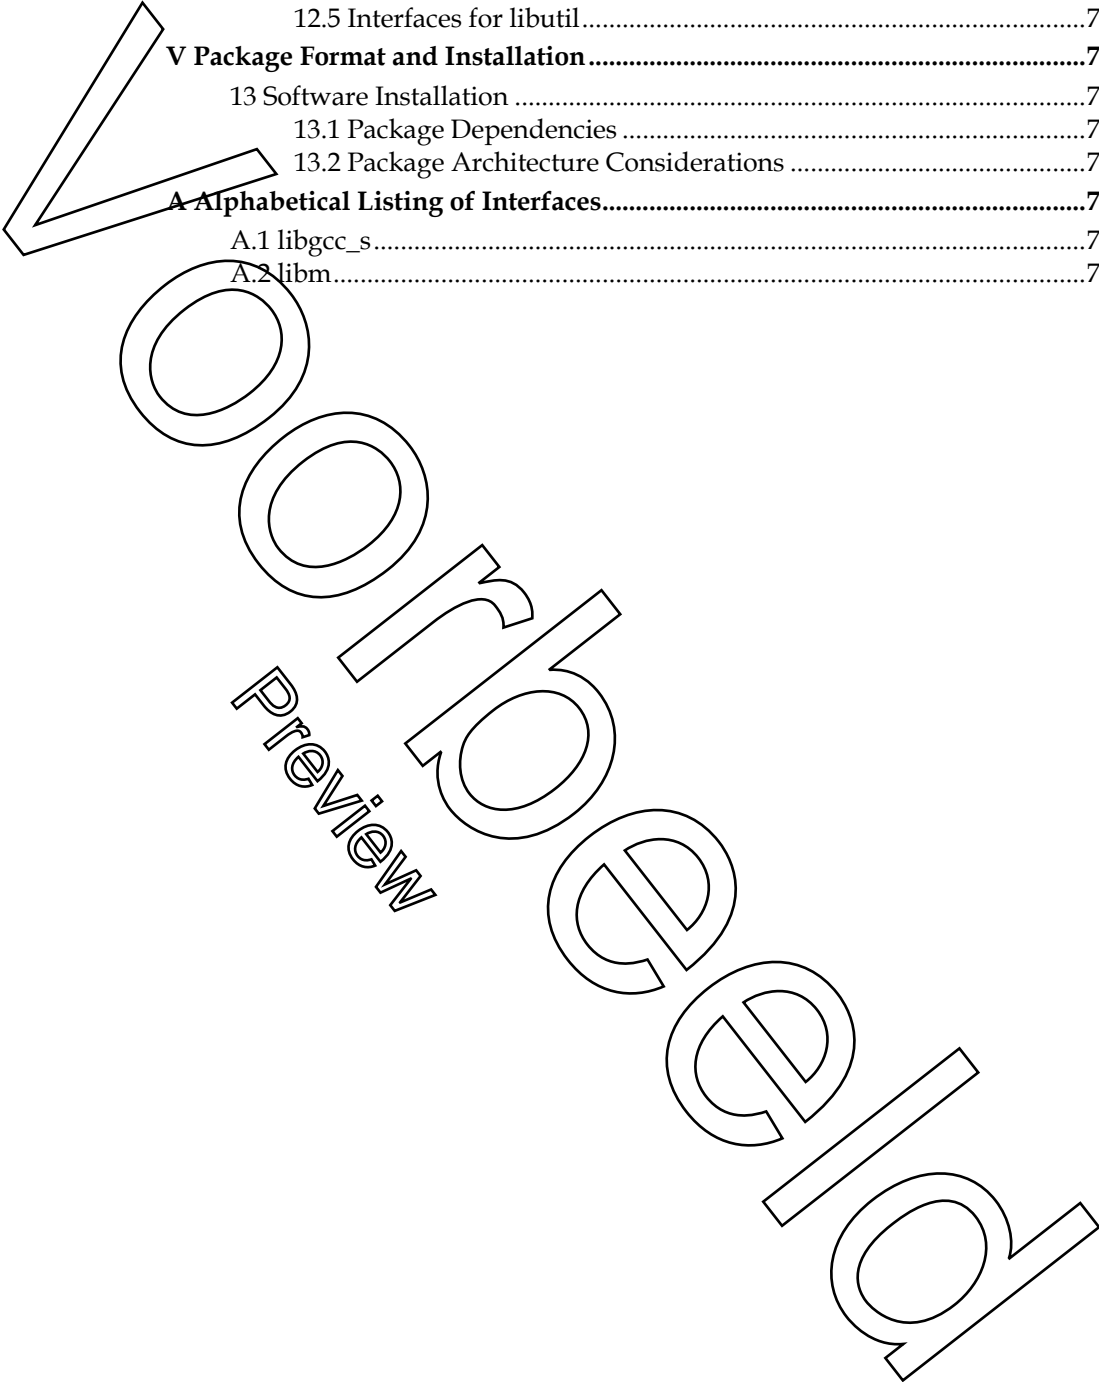 12.5 Interfaces for libutil..............................................................................7
V Package Format and Installation..............................................................................7
13 Software Installation ..............................................................................7
13.1 Package Dependencies ..............................................................................7
13.2 Package Architecture Considerations ..............................................................................7
A Alphabetical Listing of Interfaces..............................................................................7
A.1 libgcc_s..............................................................................7
A.2 libm..............................................................................7
Voorbeeld
Preview